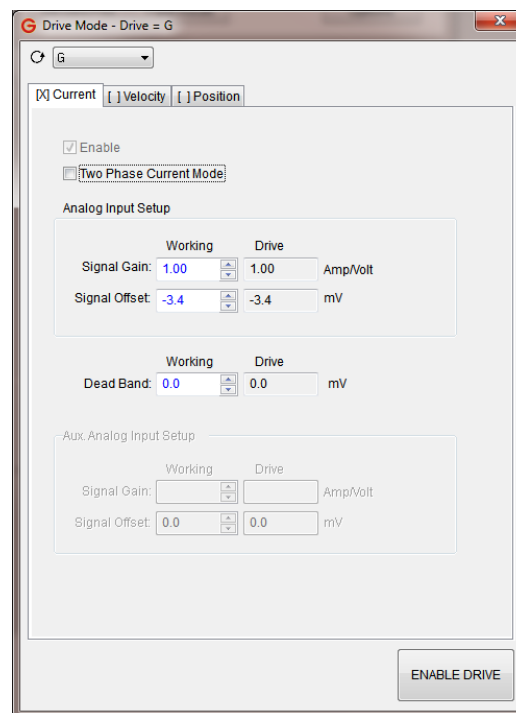 Drive Mode - Drive = G
G
[X] Current [ ] Velocity [ ] Position
Enable
Two Phase Current Mode
Analog Input Setup
Working Drive
Signal Gain: 1.00 1.00 Amp/Volt
Signal Offset: -3.4 -3.4 mV
Working Drive
Dead Band: 0.0 0.0 mV
Aux. Analog Input Setup
Working Drive
Signal Gain: Amp/Volt
Signal Offset: 0.0 0.0 mV
ENABLE DRIVE